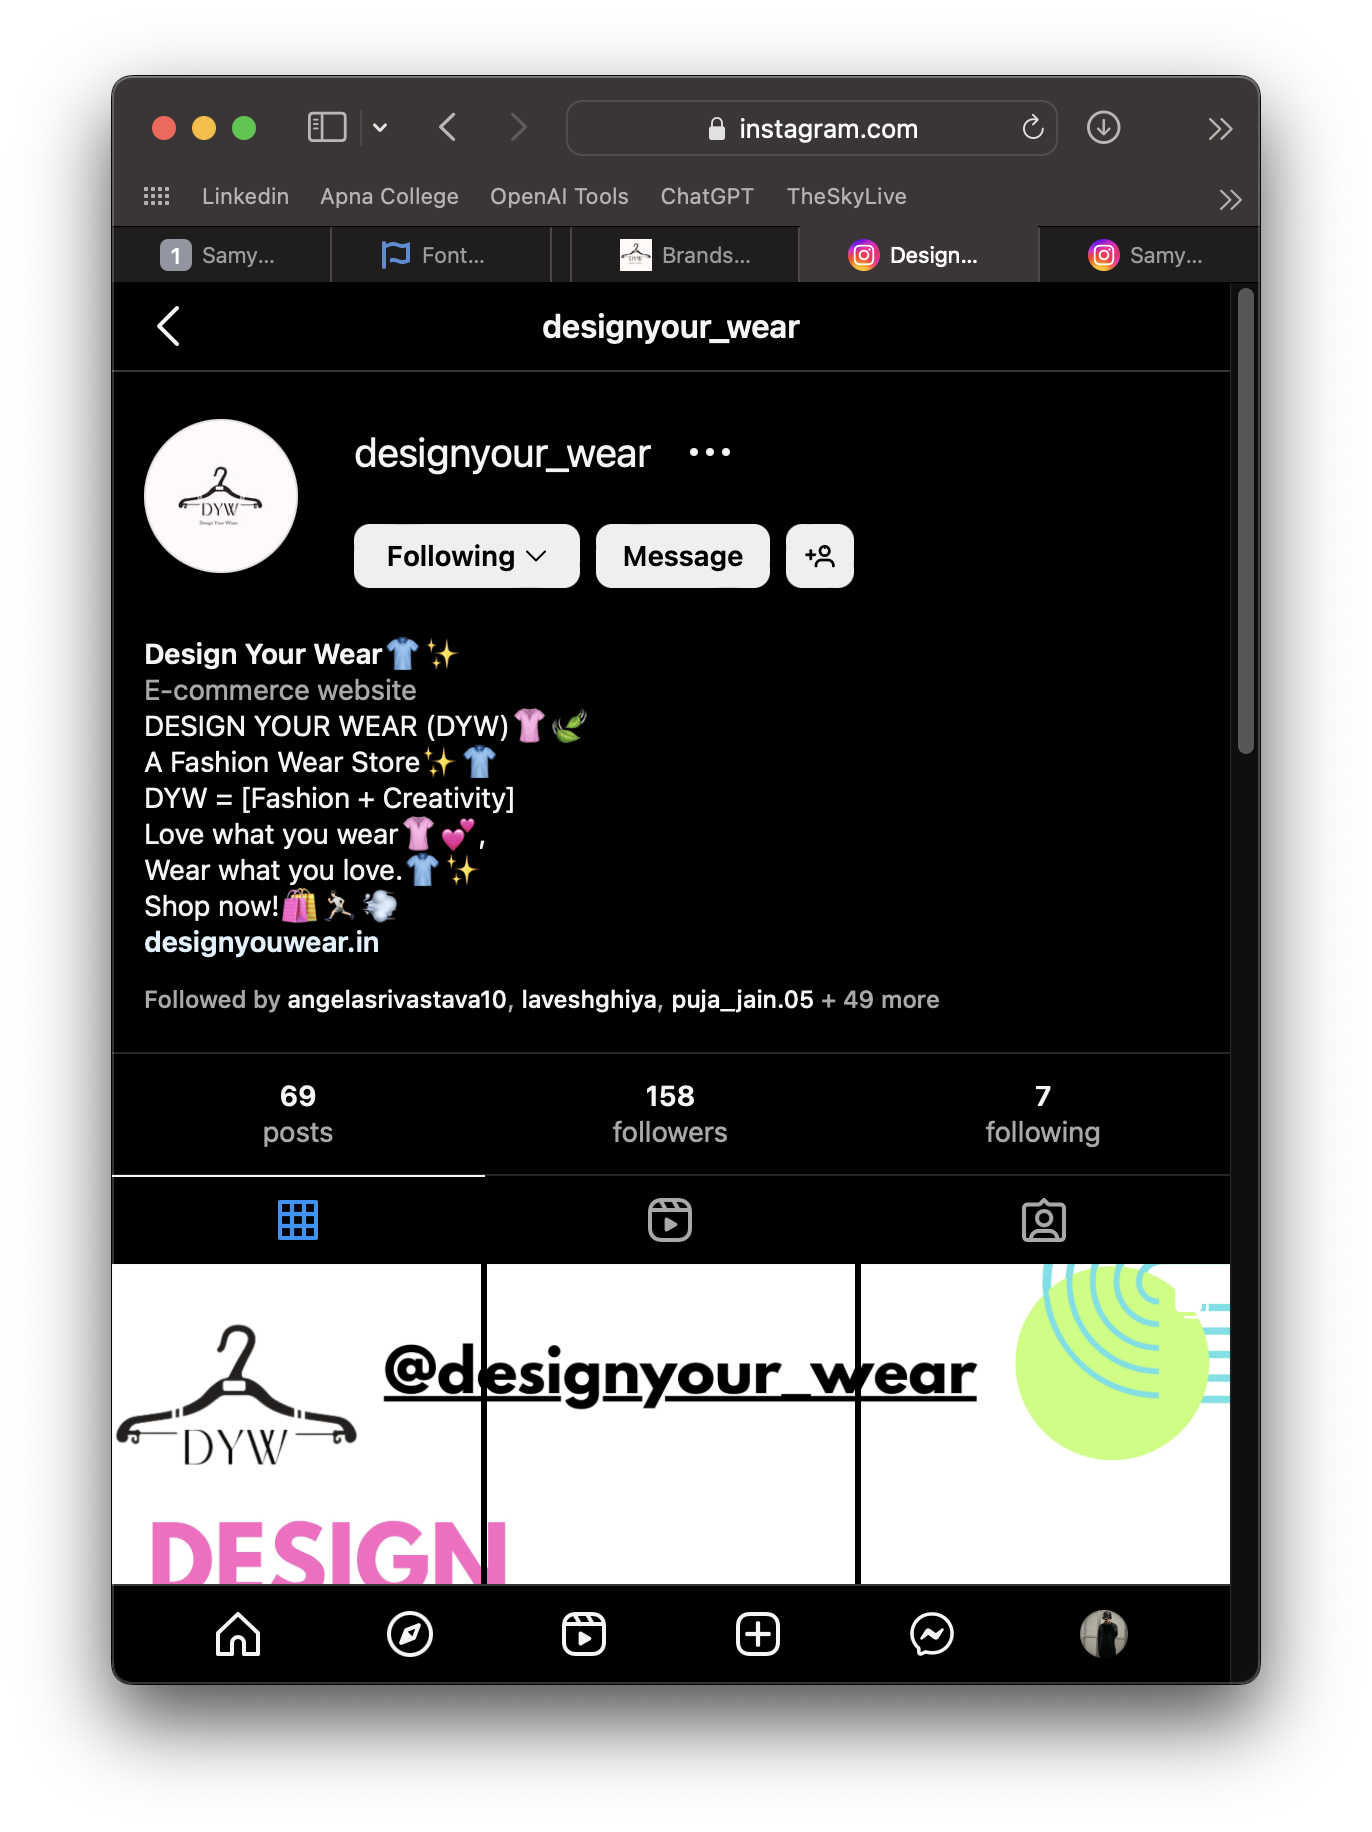 instagram.com
Linkedin Apna College OpenAI Tools ChatGPT TheSkyLive
1 Samy... Font... Brands... Design... Samy...
designyour_wear
designyour_wear
DYW
Design Your Wear
Following Message
Design Your Wear👕✨
E-commerce website
DESIGN YOUR WEAR (DYW)👚🍃
A Fashion Wear Store✨👕
DYW = [Fashion + Creativity]
Love what you wear👚💕,
Wear what you love.👕✨
Shop now!🛍️🏃🏻💨
designyouwear.in
Followed by angelasrivastava10, laveshghiya, puja_jain.05 + 49 more
69 158 7
posts followers following
@designyour_wear
DYW
DESIGN